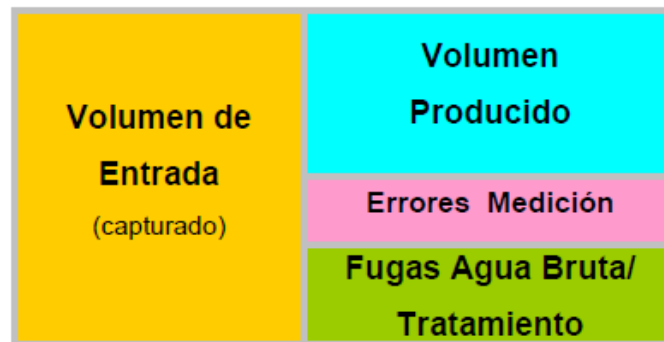 Volumen de
Entrada
(capturado)
Volumen
Producido
Errores Medición
Fugas Agua Bruta/
Tratamiento